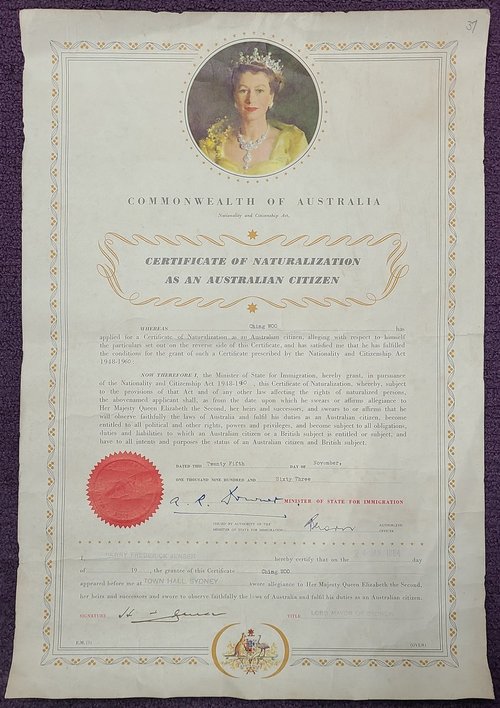 37
COMMONWEALTH OF AUSTRALIA
Nationality and Citizenship Act.
CERTIFICATE OF NATURALIZATION
AS AN AUSTRALIAN CITIZEN
WHEREAS Ching WOO has
applied for a Certificate of Naturalization as an Australian citizen, alleging with respect to himself
the particulars set out on the reverse side of this Certificate, and has satisfied me that he has fulfilled
the conditions for the grant of such a Certificate prescribed by the Nationality and Citizenship Act
1948-1960.
NOW THEREFORE I, the Minister of State for Immigration, hereby grant, in pursuance
of the Nationality and Citizenship Act 1948-1960, this Certificate of Naturalization, whereby, subject
to the provisions of that Act and of any other law affecting the rights of naturalized persons,
the abovenamed applicant shall, as from the date upon which he swears or affirms allegiance to
Her Majesty Queen Elizabeth the Second, her heirs and successors, and swears to or affirms that he
will observe faithfully the laws of Australia and fulfil his duties as an Australian citizen, become
entitled to all political and other rights, powers and privileges, and become subject to all obligations,
duties and liabilities to which an Australian citizen or a British subject is entitled or subject, and
have to all intents and purposes the status of an Australian citizen and British subject.
DATED THIS Twenty Fifth DAY OF November,
ONE THOUSAND NINE HUNDRED AND Sixty Three
A. R. Downer MINISTER OF STATE FOR IMMIGRATION
ISSUED BY AUTHORITY OF THE
MINISTER OF STATE FOR IMMIGRATION
AUTHORIZED
OFFICER
I, HENRY FREDERICK JENSEN hereby certify that on the day
of 19 , the grantee of this Certificate Ching WOO.
appeared before me at TOWN HALL SYDNEY swore allegiance to Her Majesty Queen Elizabeth the Second,
her heirs and successors and swore to observe faithfully the laws of Australia and fulfil his duties as an Australian citizen.
SIGNATURE H F Jensen TITLE LORD MAYOR OF SYDNEY
(OVER)